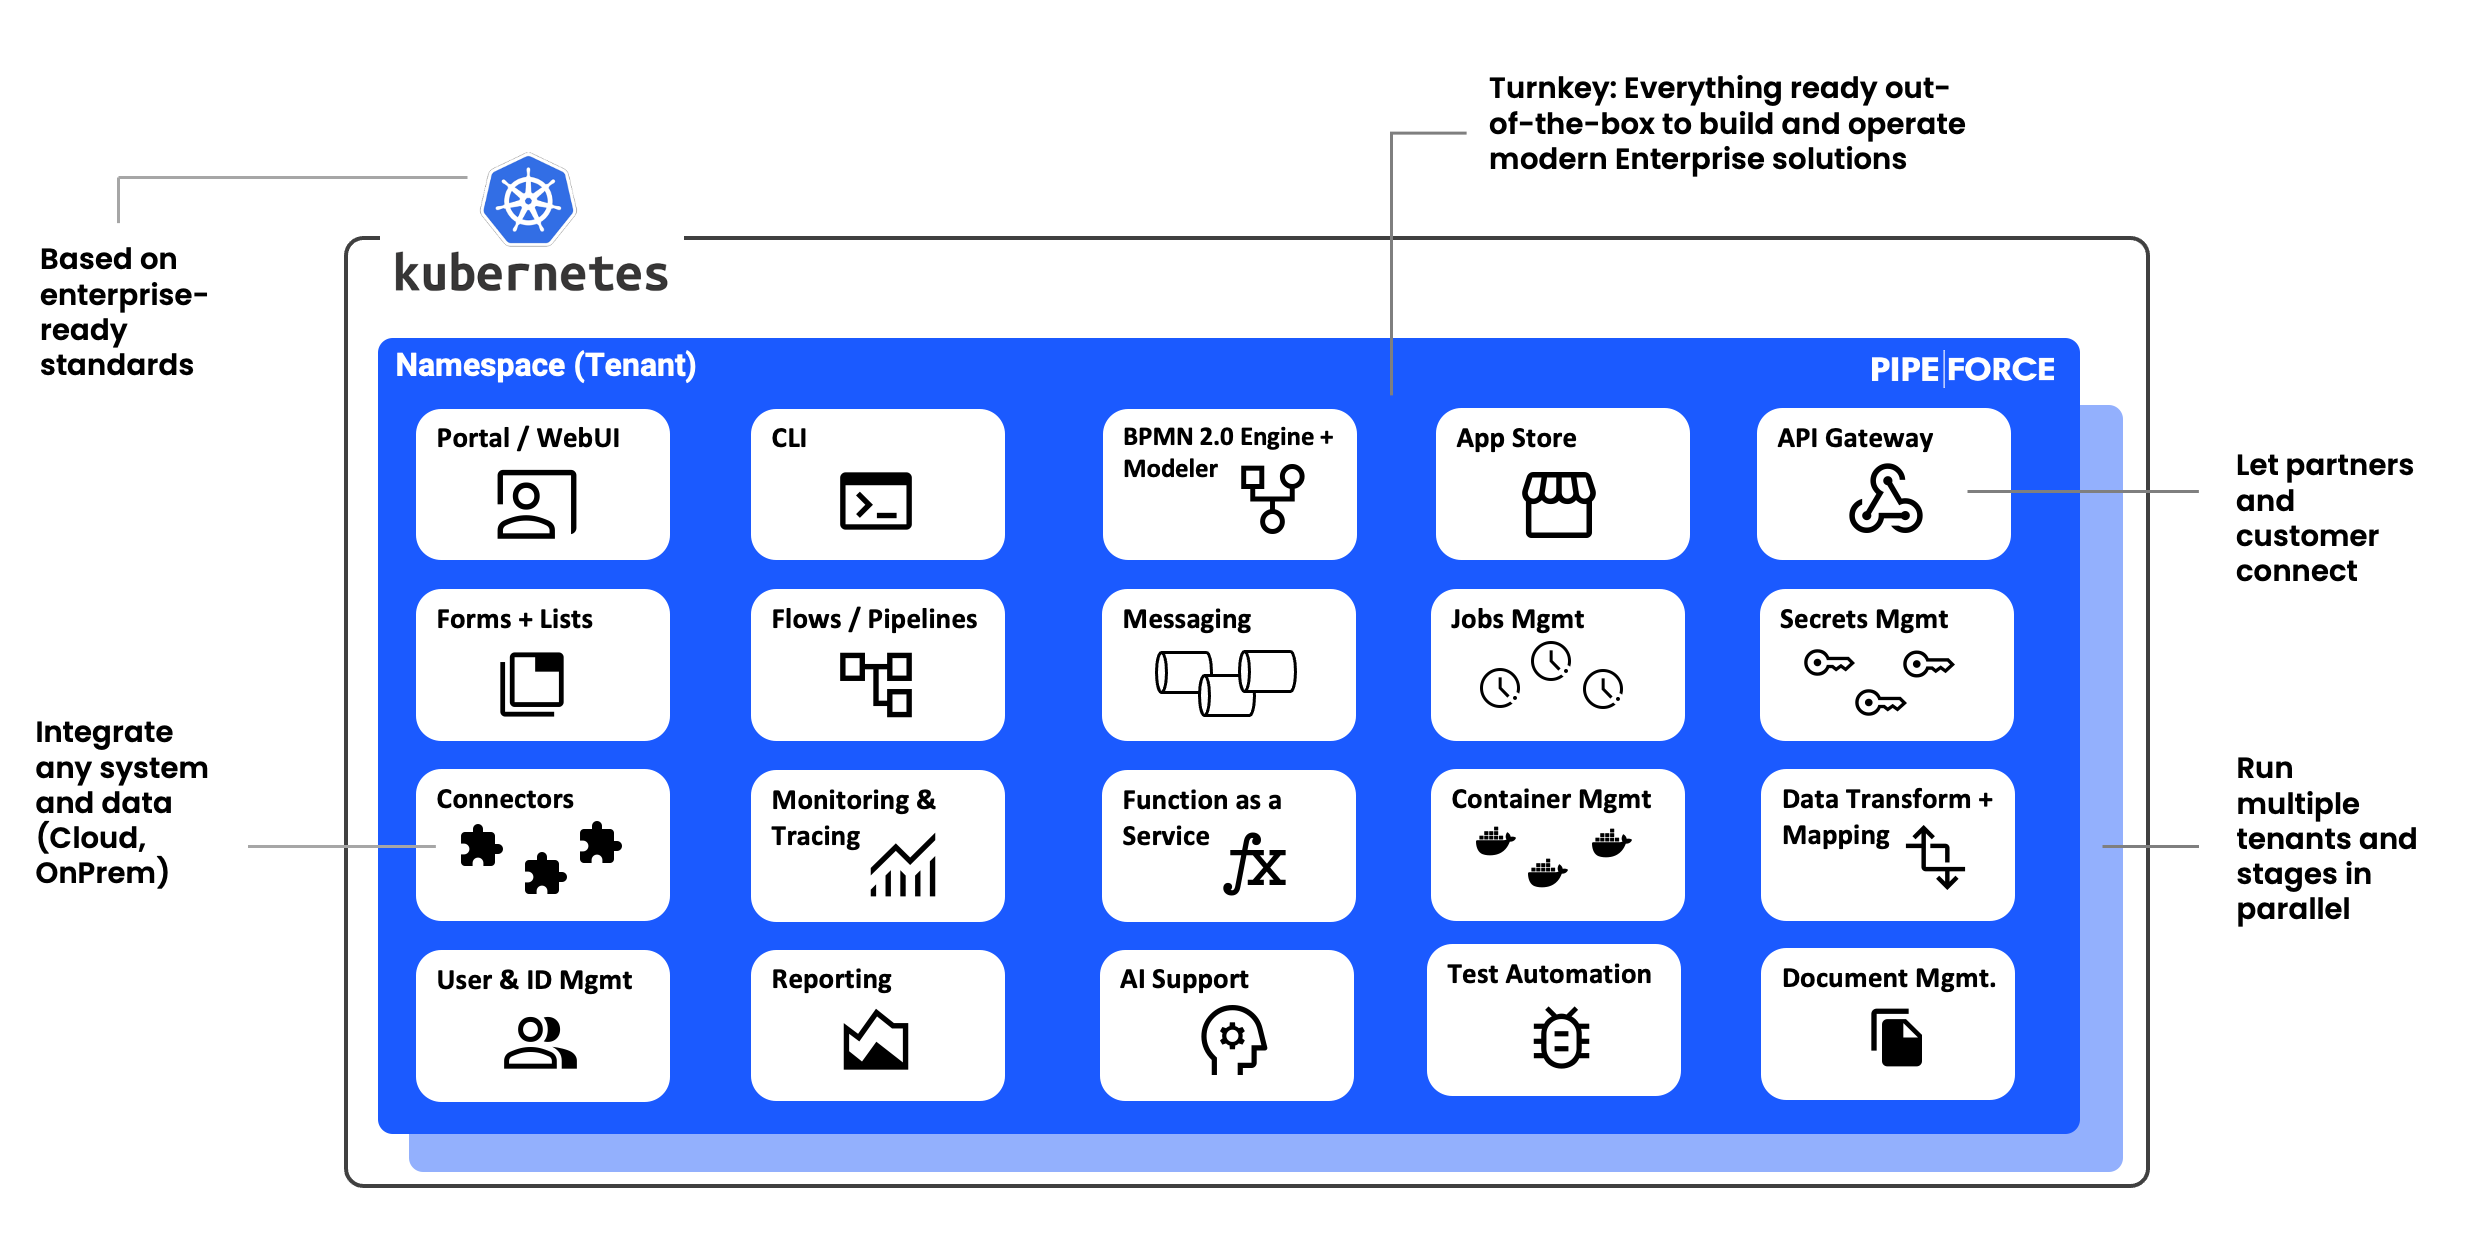 Turnkey: Everything ready out-
of-the-box to build and operate
modern Enterprise solutions
Based on
enterprise-
ready
standards
kubernetes
Namespace (Tenant)
PIPE|FORCE
Portal / WebUI
CLI
BPMN 2.0 Engine +
Modeler
App Store
API Gateway
Let partners
and
customer
connect
Forms + Lists
Flows / Pipelines
Messaging
Jobs Mgmt
Secrets Mgmt
Integrate
any system
and data
(Cloud,
OnPrem)
Connectors
Monitoring &
Tracing
Function as a
Service
fx
Container Mgmt
Data Transform +
Mapping
Run
multiple
tenants and
stages in
parallel
User & ID Mgmt
Reporting
AI Support
Test Automation
Document Mgmt.